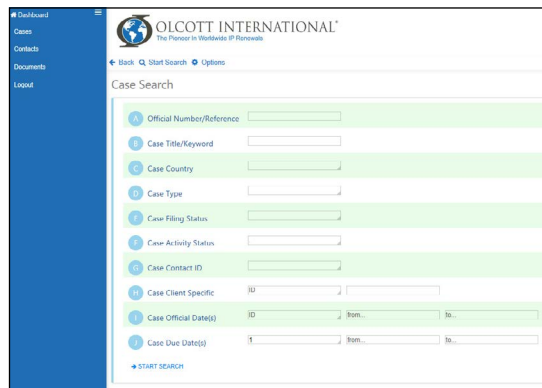 Dashboard
Cases
Contacts
Documents
Logout
OLCOTT INTERNATIONAL®
The Pioneer In Worldwide IP Renewals
Back Start Search Options
Case Search
A Official Number/Reference
B Case Title/Keyword
C Case Country
D Case Type
E Case Filing Status
F Case Activity Status
G Case Contact ID
H Case Client Specific ID
I Case Official Date(s) ID from... to...
J Case Due Date(s) 1 from... to...
START SEARCH